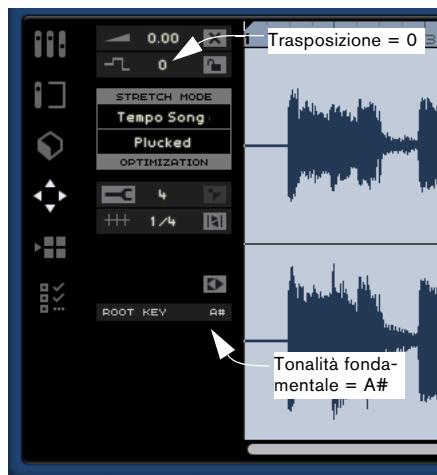 0.00
Trasposizione = 0
0
STRETCH MODE
Tempo Song
Plucked
OPTIMIZATION
4
1/4
ROOT KEY A#
Tonalità fonda-
mentale = A#